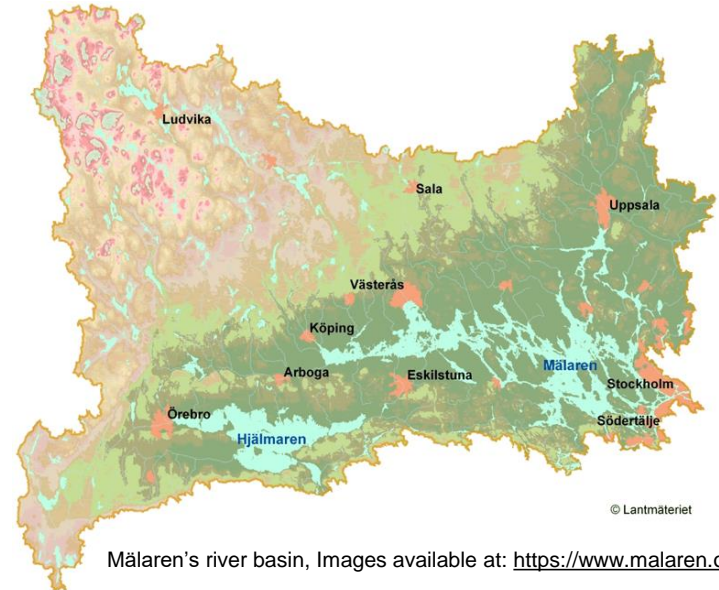 Ludvika
Sala
Uppsala
Västerås
Köping
Mälaren
Arboga
Eskilstuna
Stockholm
Örebro
Södertälje
Hjälmaren
© Lantmäteriet
Mälaren's river basin, Images available at: https://www.malaren.o